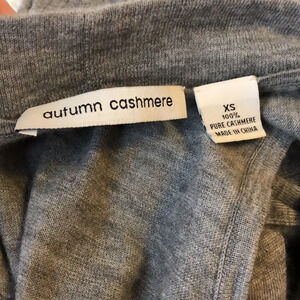 autumn cashmere
XS
100%
PURE CASHMERE
MADE IN CHINA